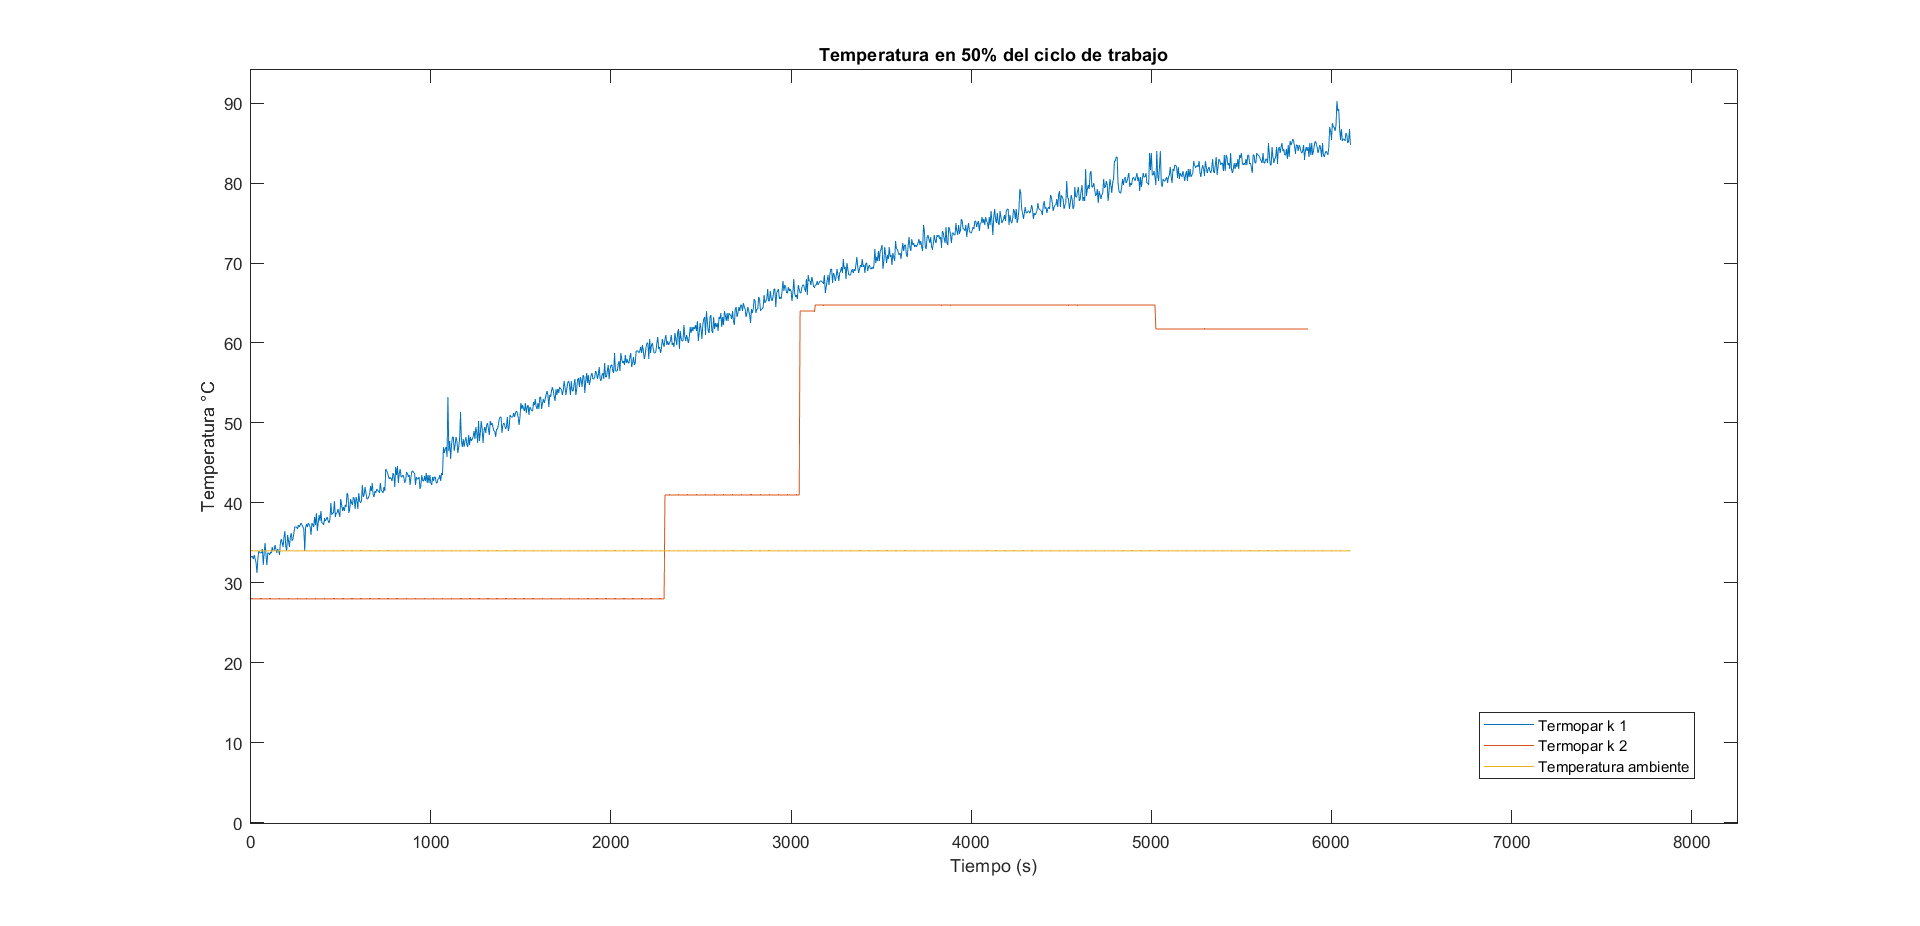 Temperatura en 50% del ciclo de trabajo
90
80
70
60
50
40
30
20
10
0
Temperatura °C
0 1000 2000 3000 4000 5000 6000 7000 8000
Tiempo (s)
Termopar k 1
Termopar k 2
Temperatura ambiente